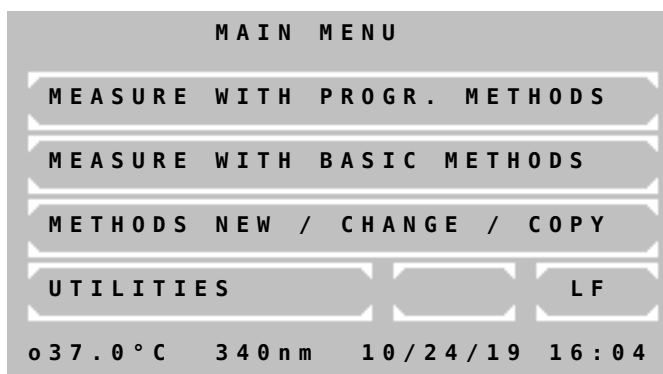 MAIN MENU
MEASURE WITH PROGR. METHODS
MEASURE WITH BASIC METHODS
METHODS NEW / CHANGE / COPY
UTILITIES LF
o37.0°C 340nm 10/24/19 16:04